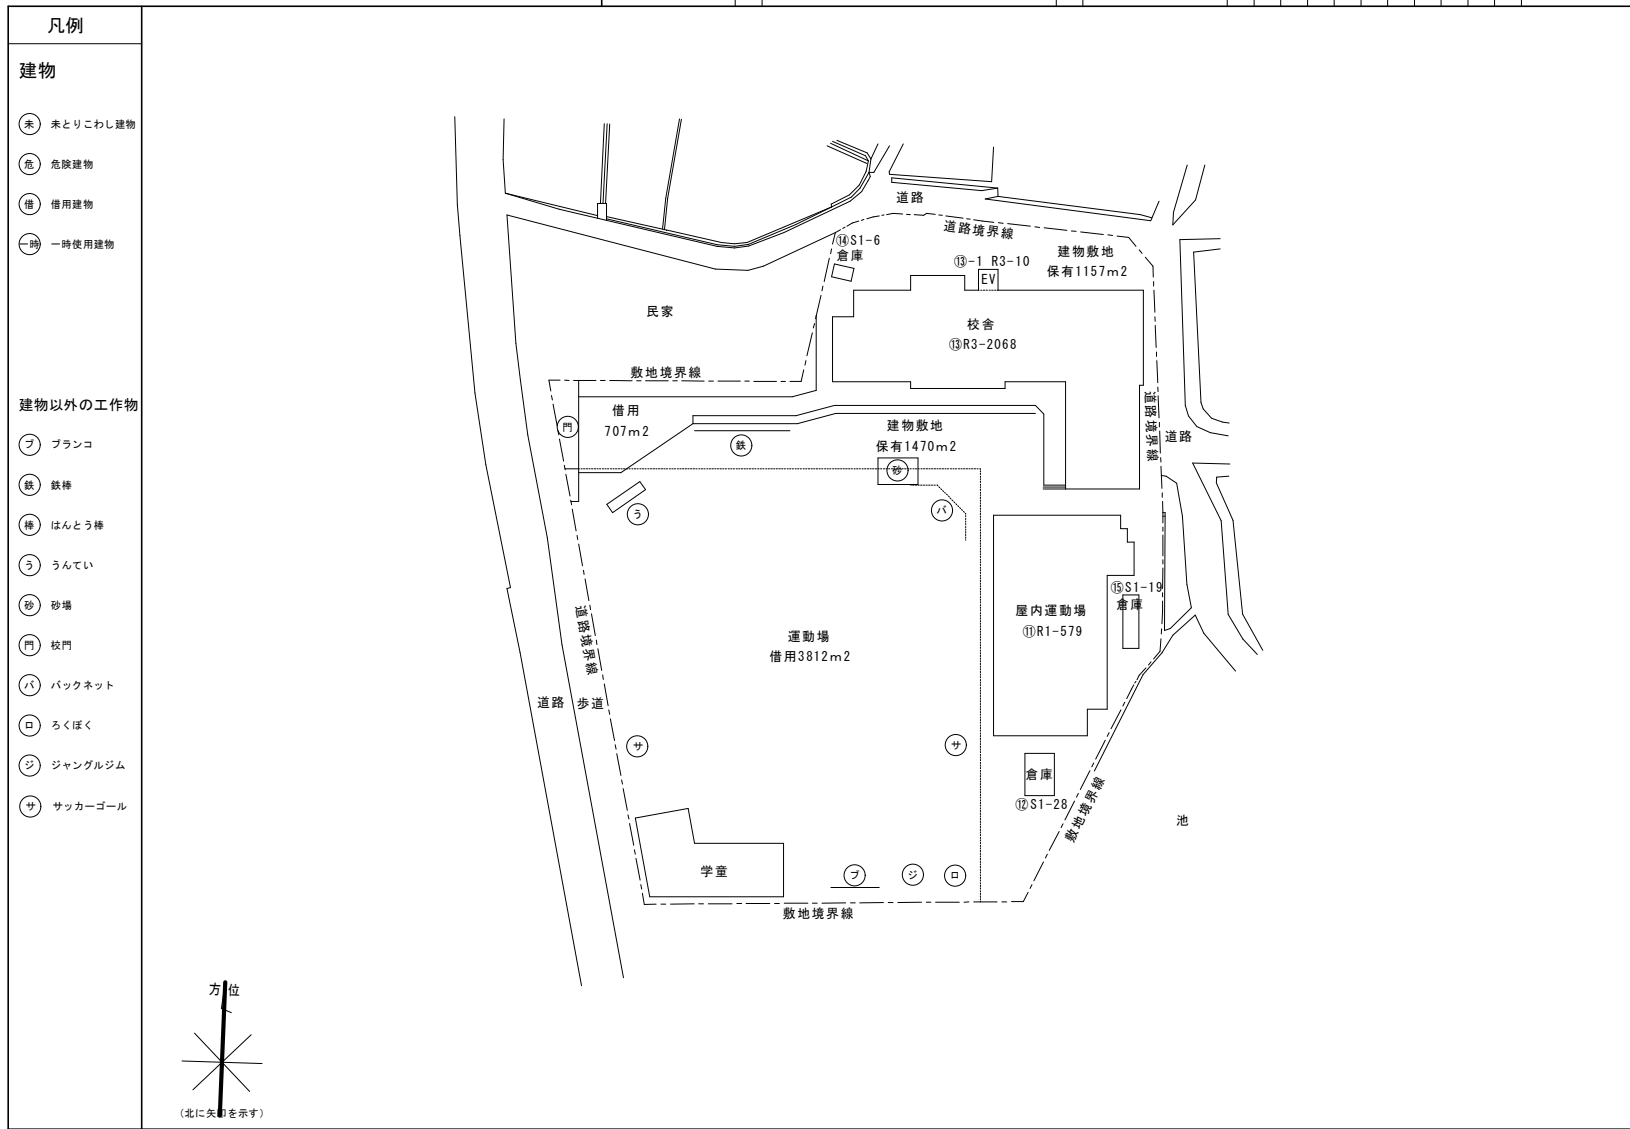 凡例
建物
未 未とりこわし建物
危 危険建物
借 借用建物
一時 一時使用建物
建物以外の工作物
ブ ブランコ
鉄 鉄棒
棒 はんとう棒
う うんてい
砂 砂場
門 校門
バ バックネット
ロ ろくぼく
ジ ジャングルジム
サ サッカーゴール
方位
(北に矢印を示す)
道路
道路境界線
⑭S1-6
倉庫
⑬-1 R3-10
EV
建物敷地
保有1157m2
民家
校舎
⑬R3-2068
敷地境界線
借用
707m2
門
鉄
建物敷地
保有1470m2
砂
道路境界線
道路
う
バ
⑮S1-19
倉庫
屋内運動場
⑪R1-579
道路境界線
運動場
借用3812m2
道路
歩道
サ
サ
倉庫
⑫S1-28
敷地境界線
池
学童
ブ
ジ
ロ
敷地境界線